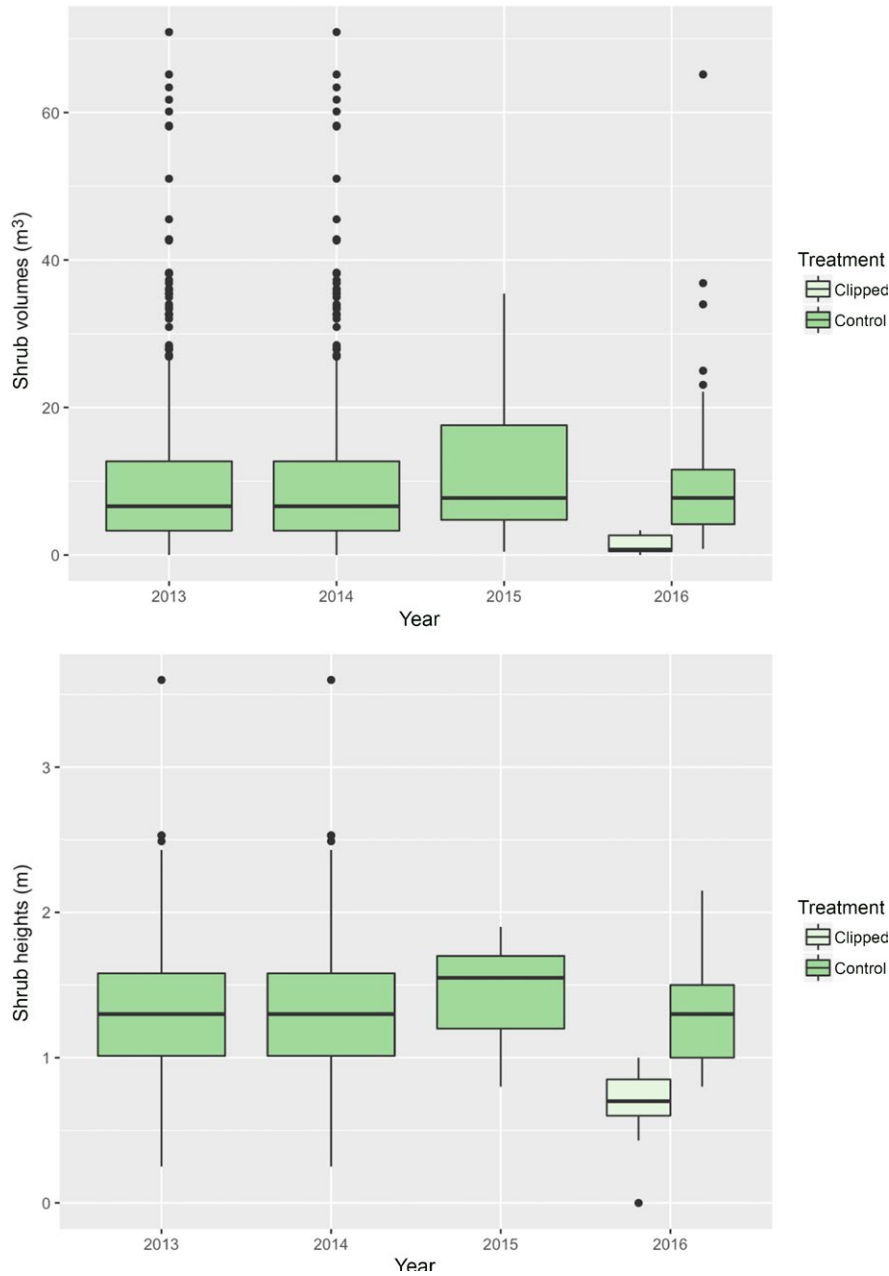 60
40
20
0
Shrub volumes (m³)
2013 2014 2015 2016
Year
Treatment
Clipped
Control
3
2
1
0
Shrub heights (m)
2013 2014 2015 2016
Year
Treatment
Clipped
Control